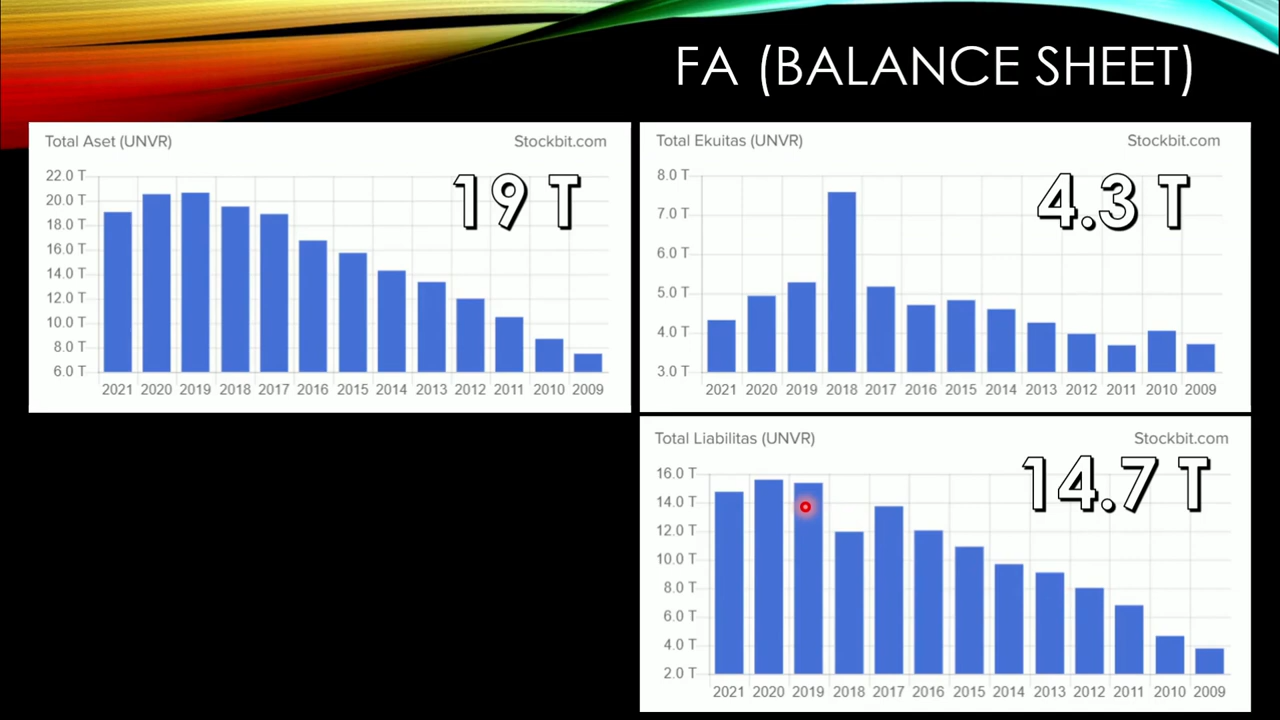 FA (BALANCE SHEET)
Total Aset (UNVR) Stockbit.com
19 T
22.0 T
20.0 T
18.0 T
16.0 T
14.0 T
12.0 T
10.0 T
8.0 T
6.0 T
2021 2020 2019 2018 2017 2016 2015 2014 2013 2012 2011 2010 2009
Total Ekuitas (UNVR) Stockbit.com
4.3 T
8.0 T
7.0 T
6.0 T
5.0 T
4.0 T
3.0 T
2021 2020 2019 2018 2017 2016 2015 2014 2013 2012 2011 2010 2009
Total Liabilitas (UNVR) Stockbit.com
14.7 T
16.0 T
14.0 T
12.0 T
10.0 T
8.0 T
6.0 T
4.0 T
2.0 T
2021 2020 2019 2018 2017 2016 2015 2014 2013 2012 2011 2010 2009